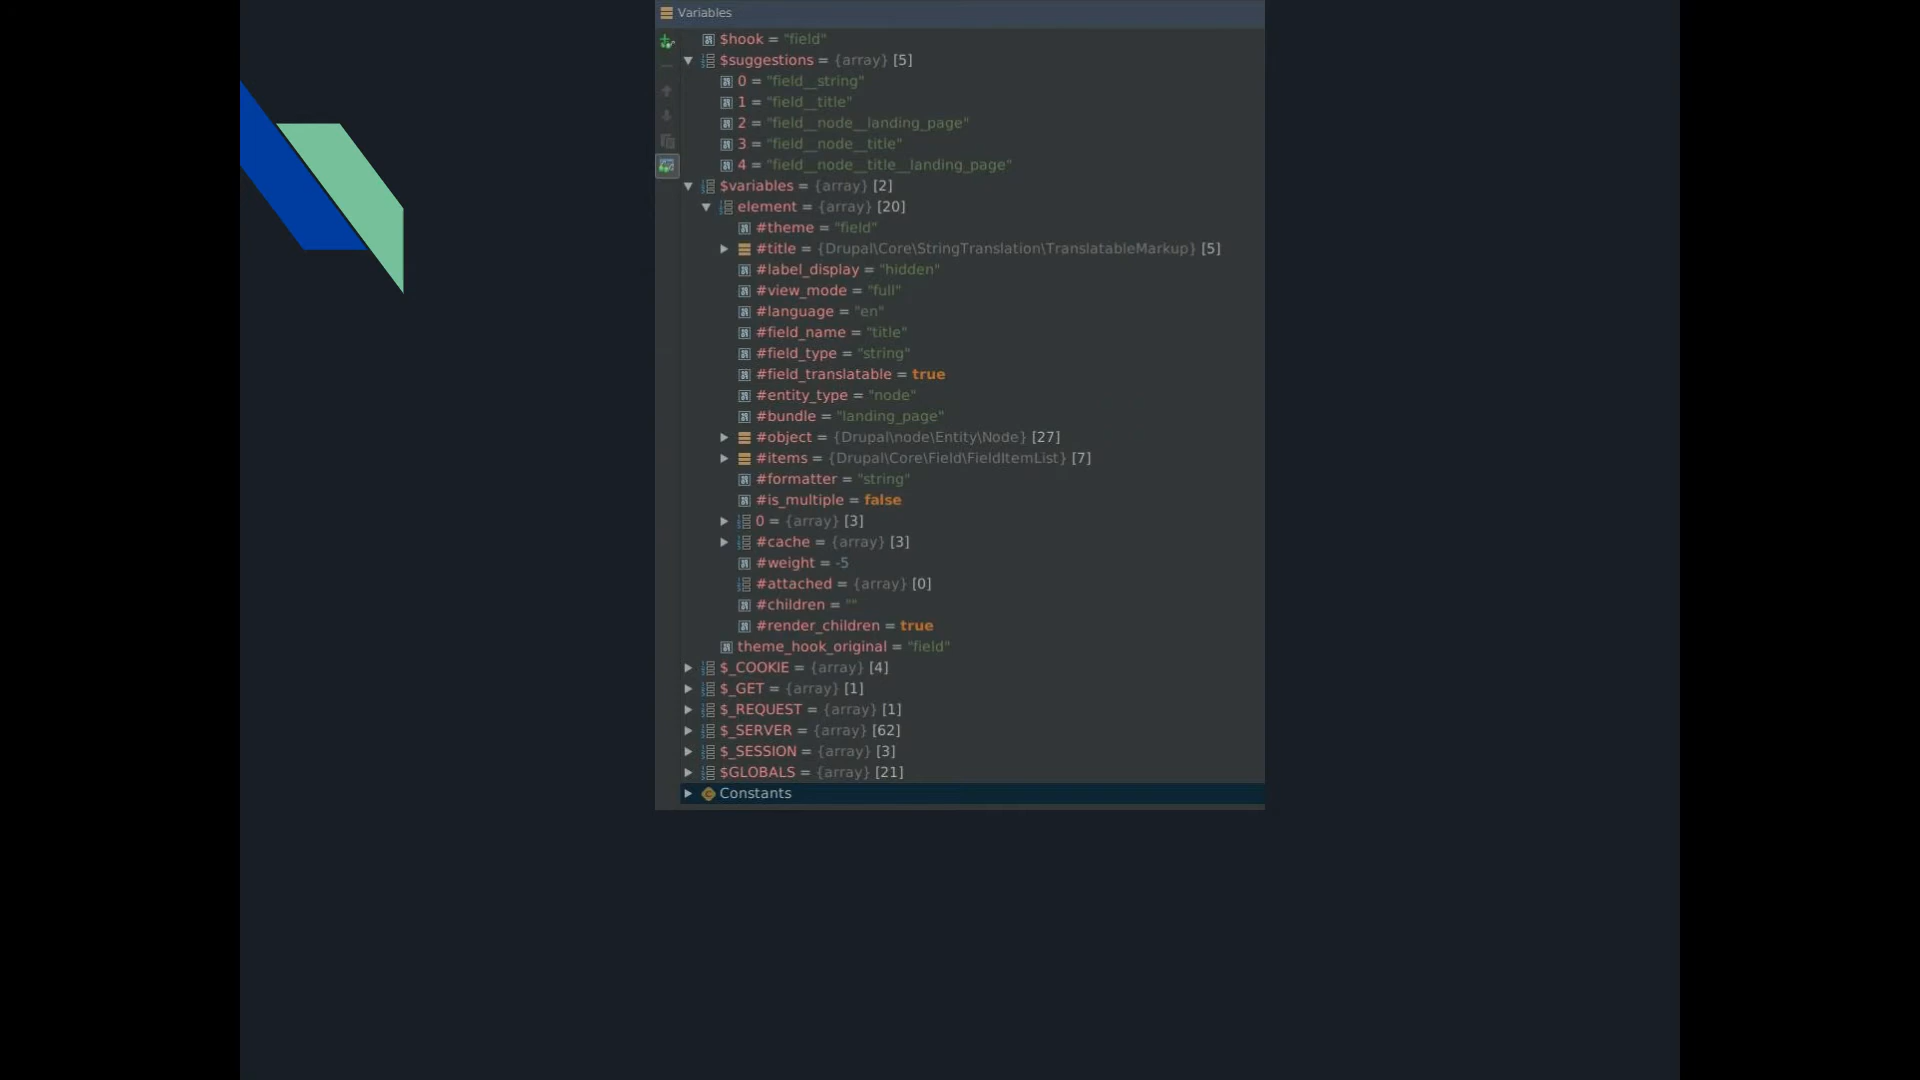 Variables
$hook = "field"
$suggestions = {array} [5]
0 = "field__string"
1 = "field__title"
2 = "field__node__landing_page"
3 = "field__node__title"
4 = "field__node__title__landing_page"
$variables = {array} [2]
element = {array} [20]
#theme = "field"
#title = {Drupal\Core\StringTranslation\TranslatableMarkup} [5]
#label_display = "hidden"
#view_mode = "full"
#language = "en"
#field_name = "title"
#field_type = "string"
#field_translatable = true
#entity_type = "node"
#bundle = "landing_page"
#object = {Drupal\node\Entity\Node} [27]
#items = {Drupal\Core\Field\FieldItemList} [7]
#formatter = "string"
#is_multiple = false
0 = {array} [3]
#cache = {array} [3]
#weight = -5
#attached = {array} [0]
#children = ""
#render_children = true
theme_hook_original = "field"
$_COOKIE = {array} [4]
$_GET = {array} [1]
$_REQUEST = {array} [1]
$_SERVER = {array} [62]
$_SESSION = {array} [3]
$GLOBALS = {array} [21]
Constants